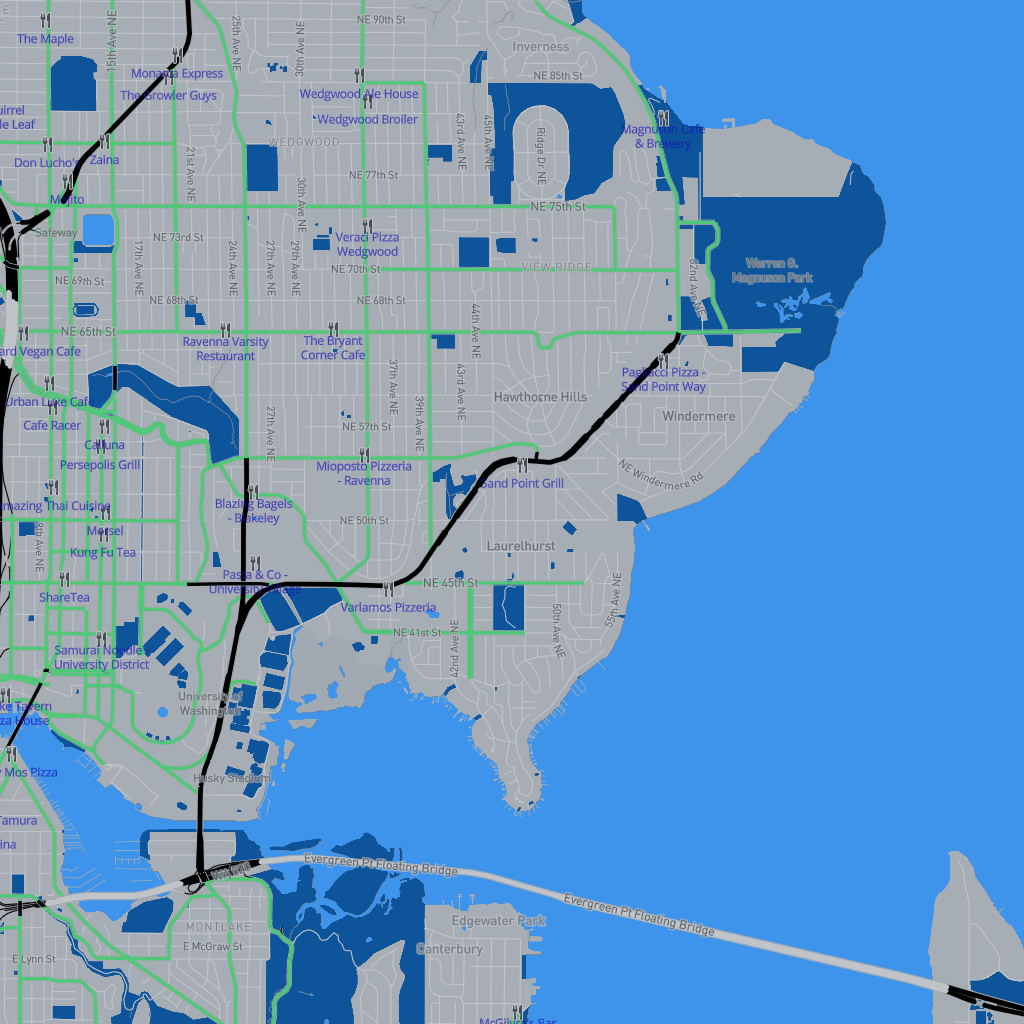 NE 90th St
The Maple
15th Ave NE
25th Ave NE
30th Ave NE
Inverness
Monama Express
NE 85th St
The Growler Guys
Wedgwood Ale House
Wedgwood Broiler
uirrel
le Leaf
Magnuson Cafe
& Brewery
43rd Ave NE
45th Ave NE
Ridge Dr NE
WEDGWOOD
Don Lucho's
Zaina
21st Ave NE
NE 77th St
30th Ave NE
Mojito
NE 75th St
Safeway
NE 73rd St
Veraci Pizza
Wedgwood
17th Ave NE
24th Ave NE
27th Ave NE
29th Ave NE
NE 70th St
VIEW RIDGE
62nd Ave NE
Warren G.
Magnuson Park
NE 69th St
NE 68th St
NE 68th St
44th Ave NE
NE 65th St
Ravenna Varsity
Restaurant
The Bryant
Corner Cafe
ard Vegan Cafe
37th Ave NE
43rd Ave NE
Pagliacci Pizza -
Sand Point Way
Urban Luxe Cafe
39th Ave NE
Hawthorne Hills
Windermere
Cafe Racer
27th Ave NE
NE 57th St
Calluna
Persepolis Grill
Mioposto Pizzeria
- Ravenna
Sand Point Grill
NE Windermere Rd
mazing Thai Cuisine
Blazing Bagels
- Blakeley
NE 50th St
Morsel
9th Ave NE
Kung Fu Tea
Laurelhurst
Pasta & Co -
University Village
ShareTea
NE 45th St
Varlamos Pizzeria
50th Ave NE
55th Ave NE
NE 41st St
42nd Ave NE
Samurai Noodle
University District
University of
Washington
ke Tavern
zza House
Mos Pizza
Husky Stadium
Tamura
ina
Evergreen Pt Floating Bridge
Evergreen Pt Floating Bridge
MONTLAKE
E McGraw St
E Lynn St
Edgewater Park
Canterbury
McGilvra's Bar